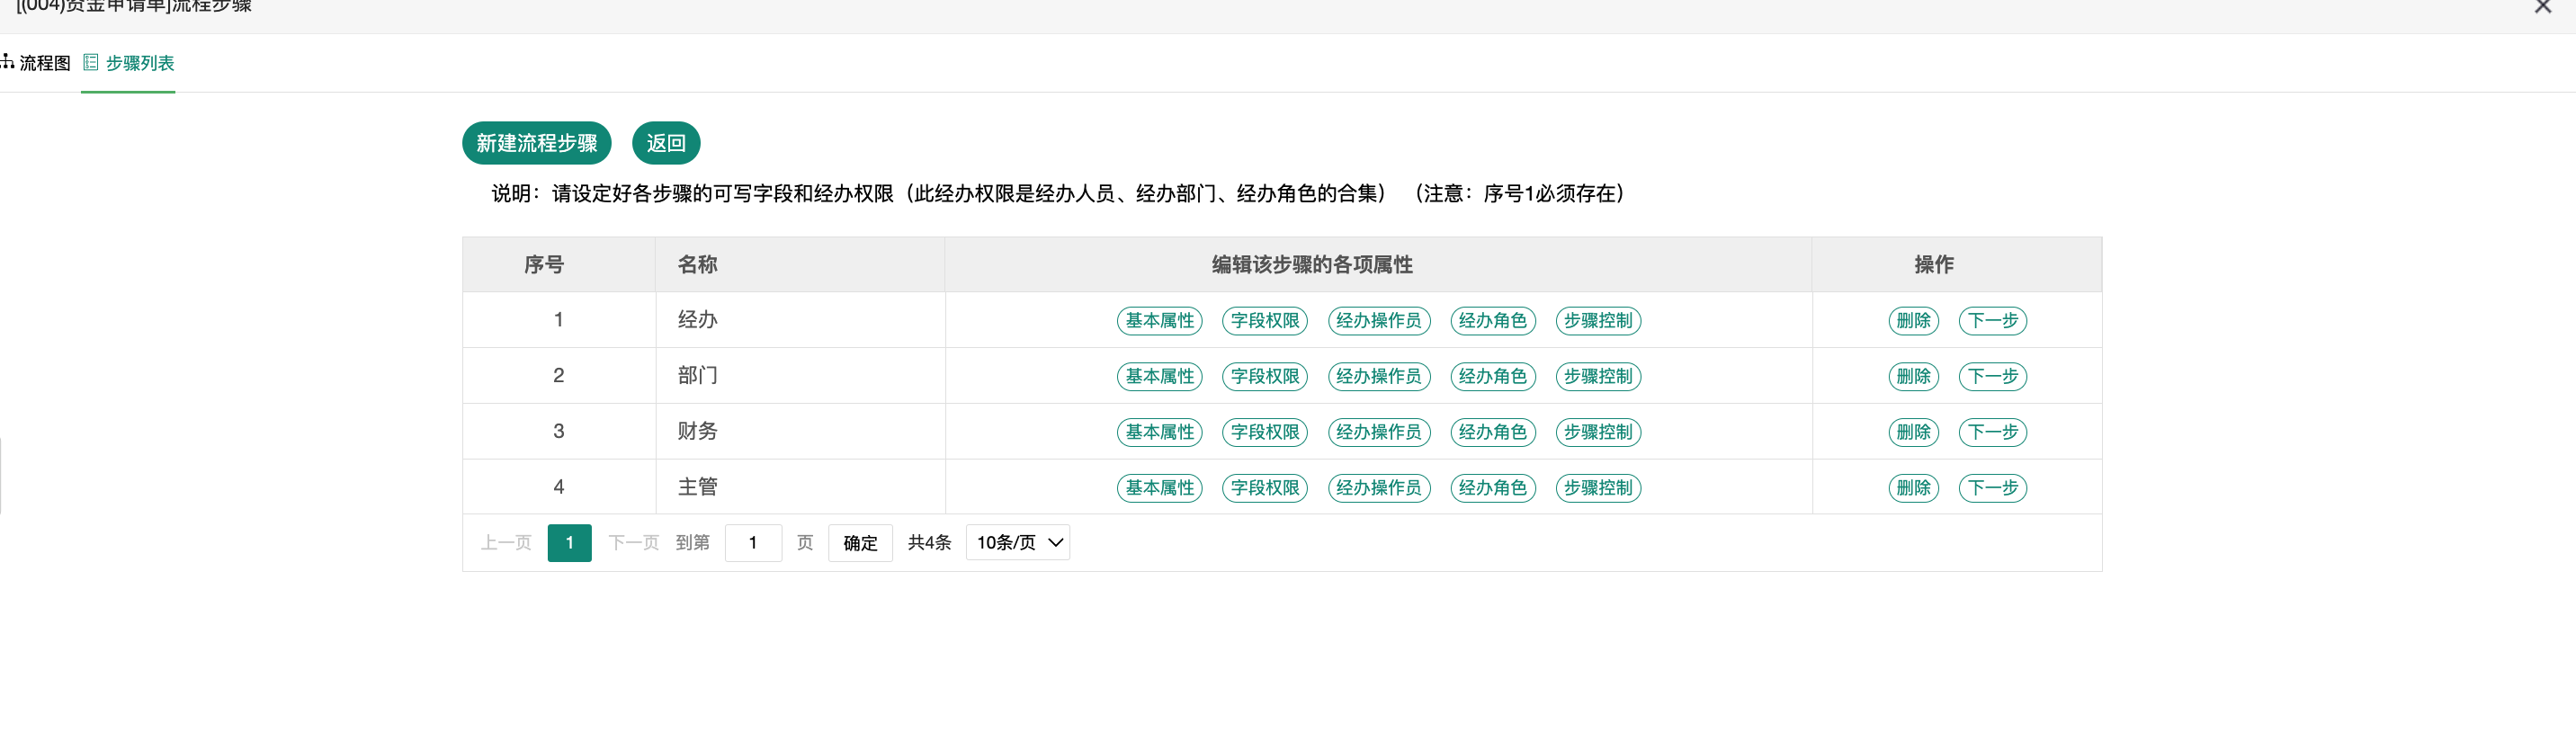 [(004)资金申请单]流程步骤
流程图 步骤列表
新建流程步骤 返回
说明：请设定好各步骤的可写字段和经办权限（此经办权限是经办人员、经办部门、经办角色的合集）（注意：序号1必须存在）
序号 名称 编辑该步骤的各项属性 操作
1 经办 基本属性 字段权限 经办操作员 经办角色 步骤控制 删除 下一步
2 部门 基本属性 字段权限 经办操作员 经办角色 步骤控制 删除 下一步
3 财务 基本属性 字段权限 经办操作员 经办角色 步骤控制 删除 下一步
4 主管 基本属性 字段权限 经办操作员 经办角色 步骤控制 删除 下一步
上一页 1 下一页 到第 1 页 确定 共4条 10条/页